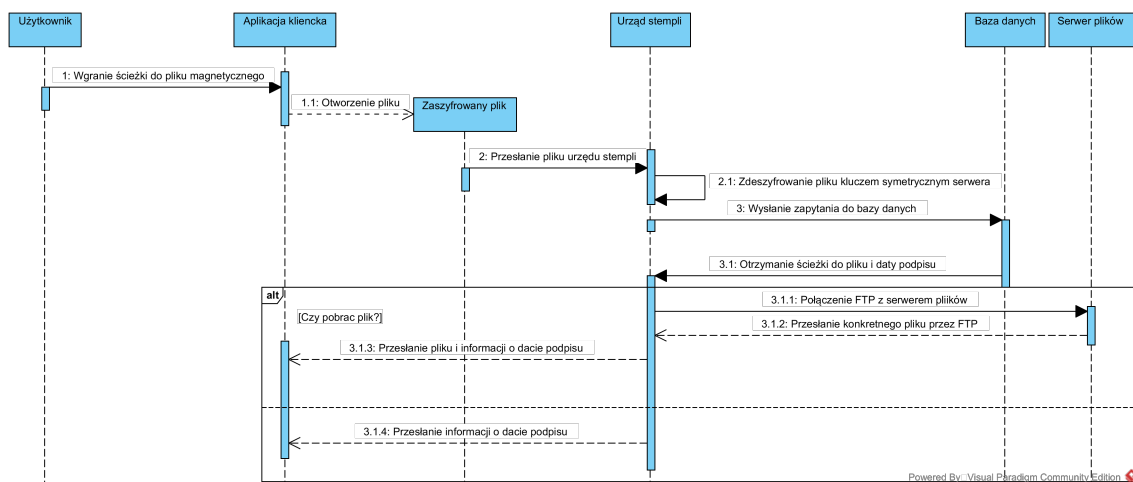 Użytkownik
Aplikacja kliencka
Urząd stempli
Baza danych
Serwer plików
1: Wgranie ścieżki do pliku magnetycznego
1.1: Otworzenie pliku
Zaszyfrowany plik
2: Przesłanie pliku urzędu stempli
2.1: Zdeszyfrowanie pliku kluczem symetrycznym serwera
3: Wysłanie zapytania do bazy danych
3.1: Otrzymanie ścieżki do pliku i daty podpisu
alt
3.1.1: Połączenie FTP z serwerem plików
[Czy pobrac plik?]
3.1.2: Przesłanie konkretnego pliku przez FTP
3.1.3: Przesłanie pliku i informacji o dacie podpisu
3.1.4: Przesłanie informacji o dacie podpisu
Powered By Visual Paradigm Community Edition